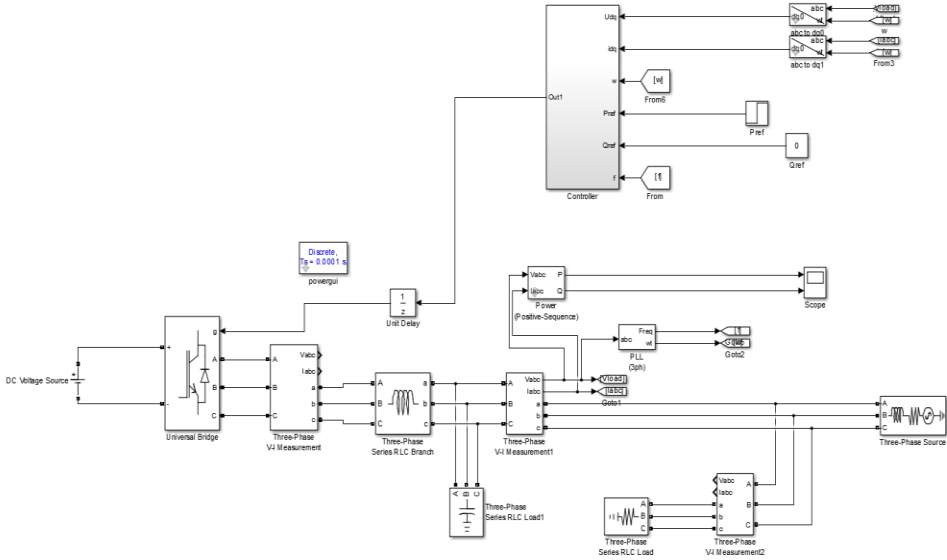 abc
dq0
wt
[Vload]
[w]
abc to dq0
w
abc
dq0
wt
[Iabc]
[w]
abc to dq1
From3
Udq
idq
w
Pref
Qref
f
Out1
Controller
[w]
From6
Pref
0
Qref
[f]
From
Discrete,
Ts = 0.0001 s.
powergui
1
z
Unit Delay
Vabc
Iabc
P
Q
Power
(Positive-Sequence)
Scope
abc
Freq
wt
PLL
(3ph)
[f]
Goto2
[Vload]
[Iabc]
Goto1
DC Voltage Source
+
+
-
g
A
B
C
Universal Bridge
A
B
C
Vabc
Iabc
a
b
c
Three-Phase
V-I Measurement
A
B
C
a
b
c
Three-Phase
Series RLC Branch
A
B
C
Vabc
Iabc
a
b
c
Three-Phase
V-I Measurement1
A
B
C
Three-Phase Source
A B C
Three-Phase
Series RLC Load1
A
B
C
Three-Phase
Series RLC Load
Vabc
Iabc
a
b
c
A
B
C
Three-Phase
V-I Measurement2